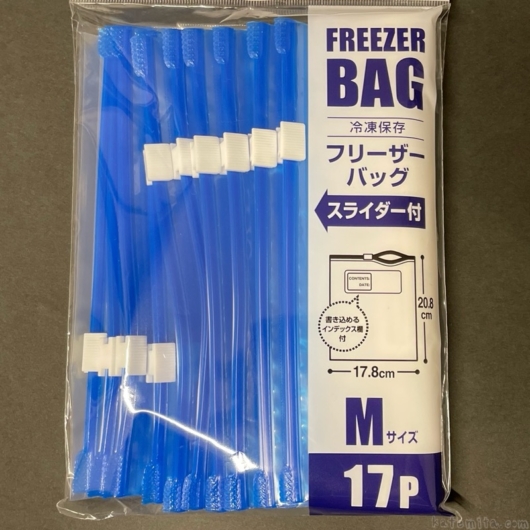 FREEZER
BAG
冷凍保存
フリーザー
バッグ
スライダー付
CONTENTS:
DATE:
書き込める
インデックス欄
付
20.8
cm
17.8cm
Mサイズ
17P